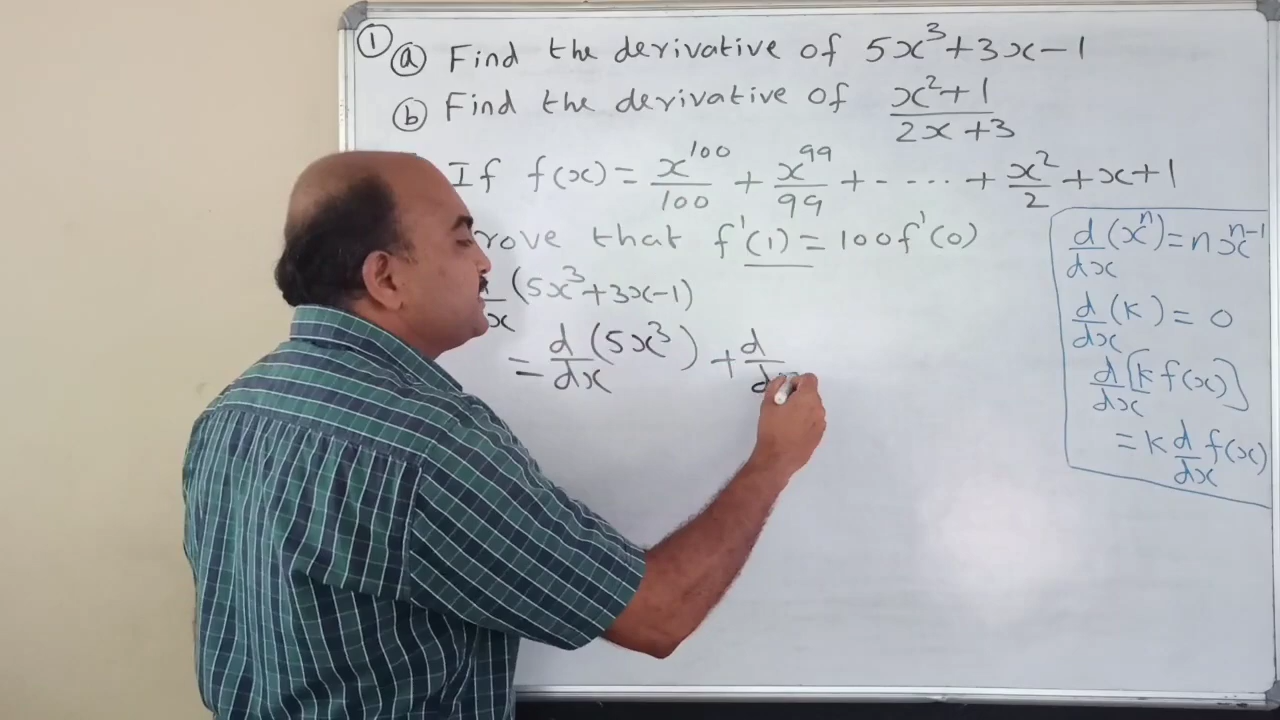 ① ⓐ Find the derivative of 5x³+3x-1
ⓑ Find the derivative of (x²+1)/(2x+3)
If f(x) = x¹⁰⁰/100 + x⁹⁹/99 + - .... + x²/2 + x + 1
rove that f'(1) = 100f'(0)
(5x³+3x-1)
= d/dx (5x³) + d/
d/dx (xⁿ) = nxⁿ⁻¹
d/dx (k) = 0
d/dx [k f(x)]
= k d/dx f(x)